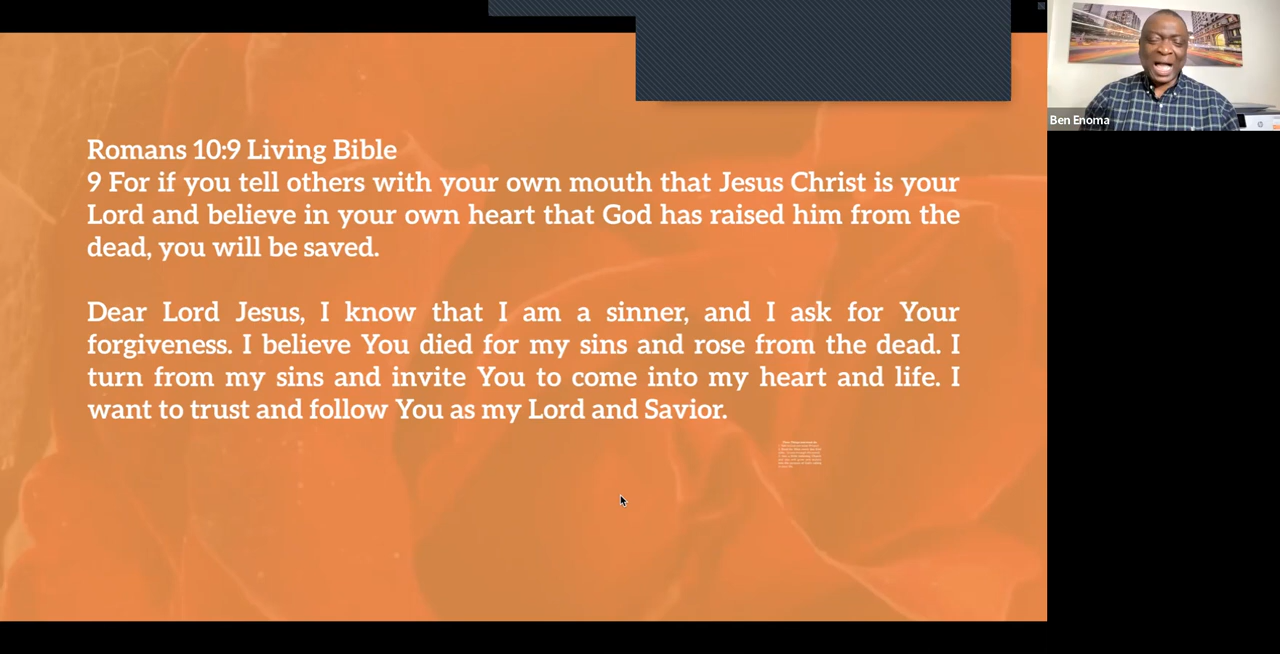 Romans 10:9 Living Bible
9 For if you tell others with your own mouth that Jesus Christ is your
Lord and believe in your own heart that God has raised him from the
dead, you will be saved.
Dear Lord Jesus, I know that I am a sinner, and I ask for Your
forgiveness. I believe You died for my sins and rose from the dead. I
turn from my sins and invite You to come into my heart and life. I
want to trust and follow You as my Lord and Savior.
Ben Enoma